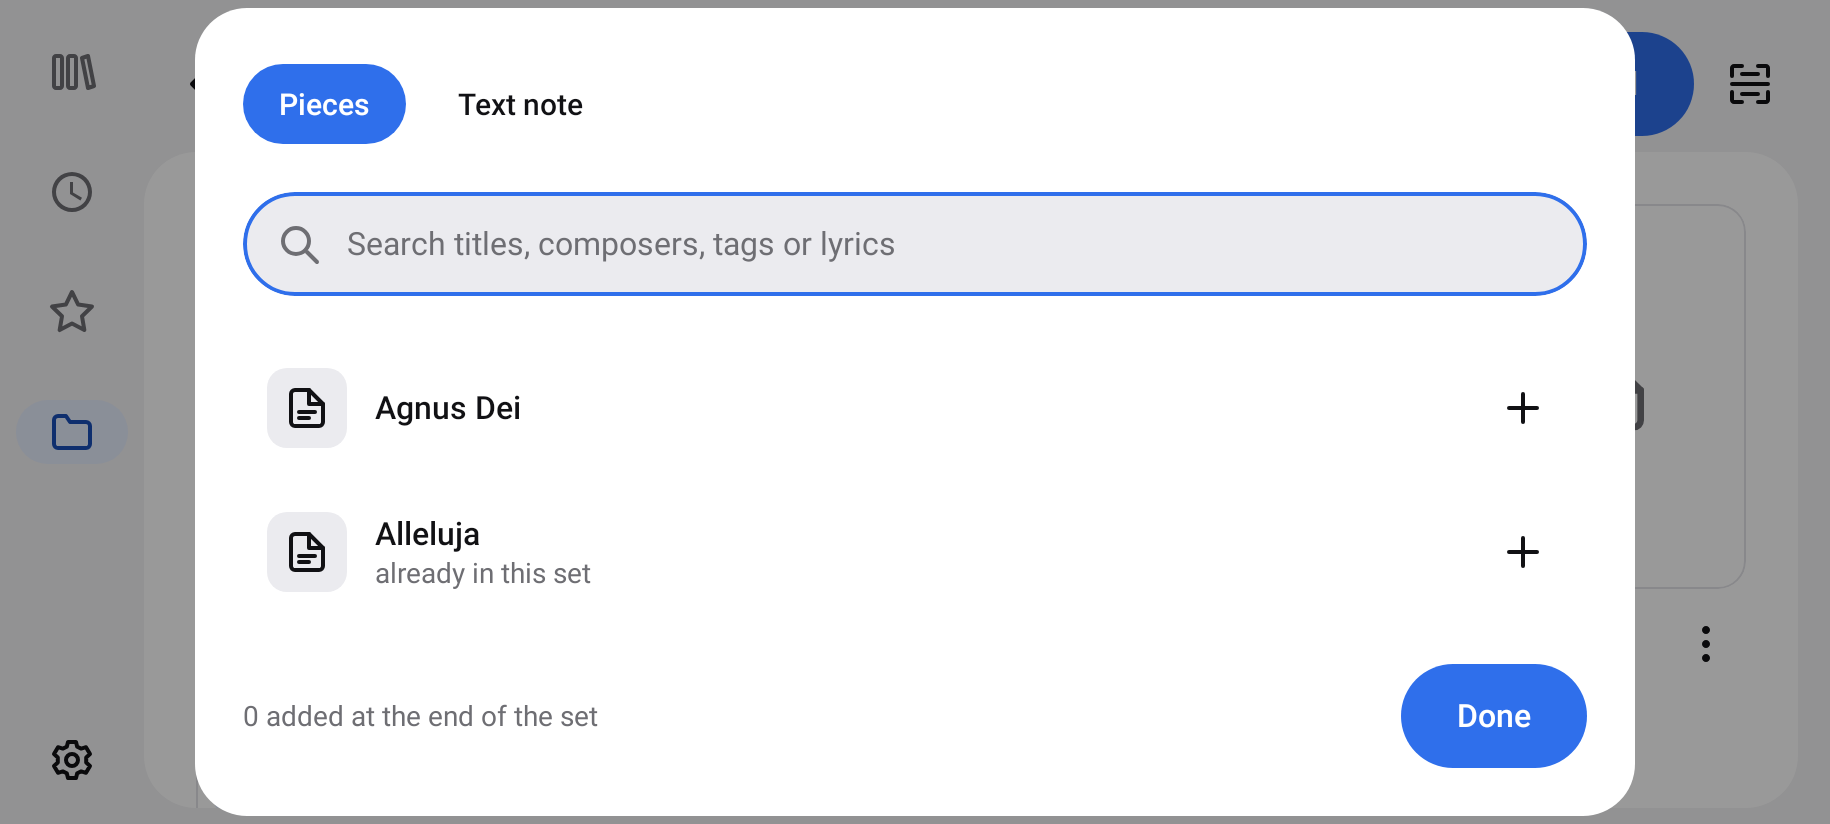 Pieces
Text note
Search titles, composers, tags or lyrics
Agnus Dei
Alleluja
already in this set
0 added at the end of the set
Done